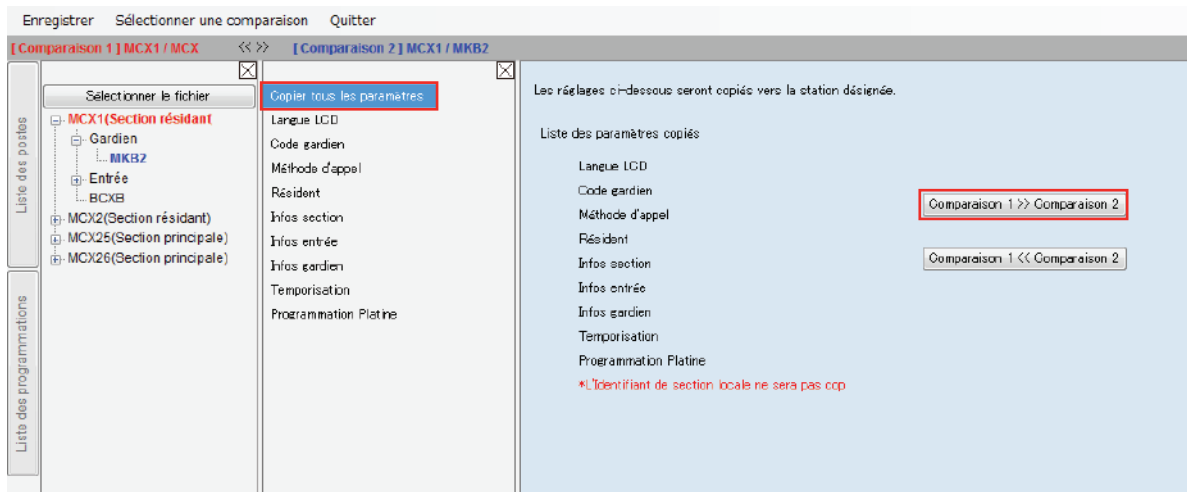 Enregistrer Sélectionner une comparaison Quitter
[ Comparaison 1 ] MCX1 / MCX << >> [ Comparaison 2 ] MCX1 / MKB2
Liste des postes
Liste des programmations
Sélectionner le fichier
MCX1(Section résidant
Gardien
MKB2
Entrée
BCXB
MCX2(Section résidant)
MCX25(Section principale)
MCX26(Section principale)
Copier tous les paramètres
Langue LCD
Code gardien
Méthode d'appel
Résident
Infos section
Infos entrée
Infos gardien
Temporisation
Programmation Platine
Les réglages ci-dessous seront copiés vers la station désignée.
Liste des paramètres copiés
Langue LCD
Code gardien
Méthode d'appel
Résident
Infos section
Infos entrée
Infos gardien
Temporisation
Programmation Platine
*L'Identifiant de section locale ne sera pas cop
Comparaison 1 >> Comparaison 2
Comparaison 1 << Comparaison 2